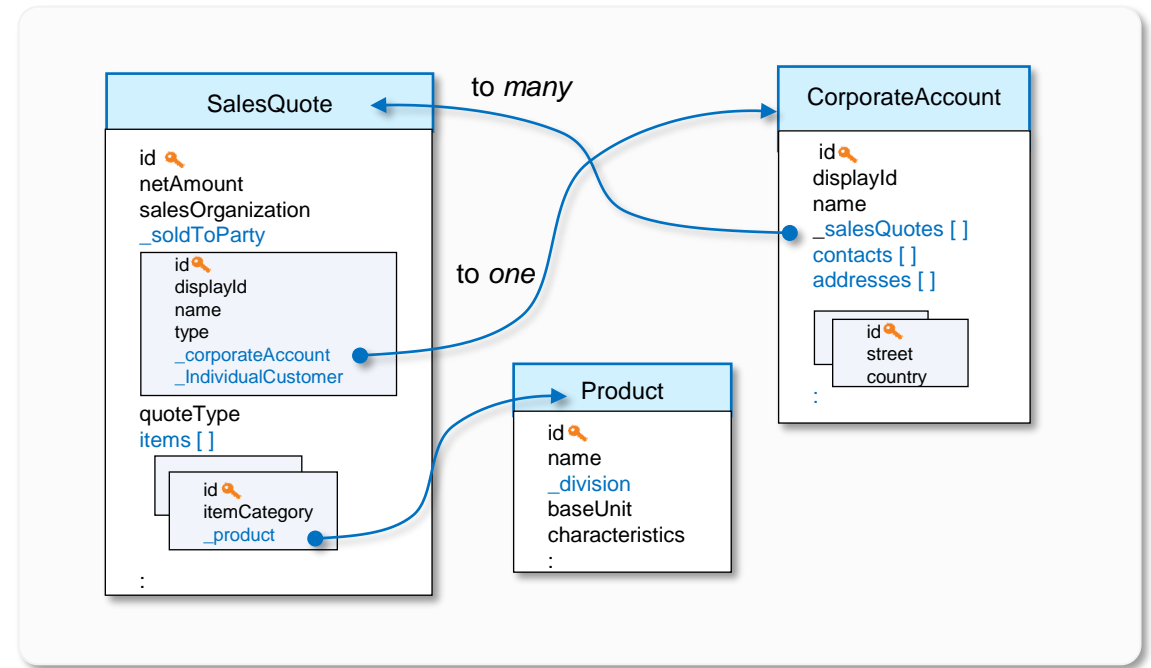 SalesQuote
id
netAmount
salesOrganization
_soldToParty
id
displayId
name
type
_corporateAccount
_IndividualCustomer
quoteType
items [ ]
id
itemCategory
_product
:
to many
to one
Product
id
name
_division
baseUnit
characteristics
:
CorporateAccount
id
displayId
name
_salesQuotes [ ]
contacts [ ]
addresses [ ]
id
street
country
: